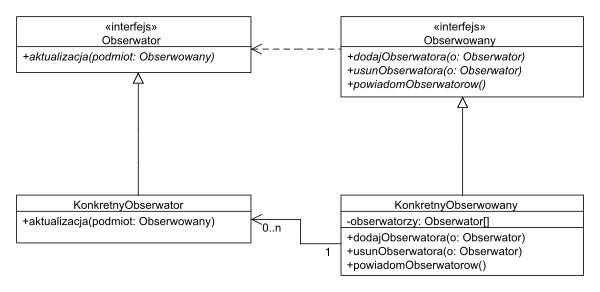 «interfejs»
Obserwator
+aktualizacja(podmiot: Obserwowany)
«interfejs»
Obserwowany
+dodajObserwatora(o: Obserwator)
+usunObserwatora(o: Obserwator)
+powiadomObserwatorow()
KonkretnyObserwator
+aktualizacja(podmiot: Obserwowany)
0..n
1
KonkretnyObserwowany
-obserwatorzy: Obserwator[]
+dodajObserwatora(o: Obserwator)
+usunObserwatora(o: Obserwator)
+powiadomObserwatorow()